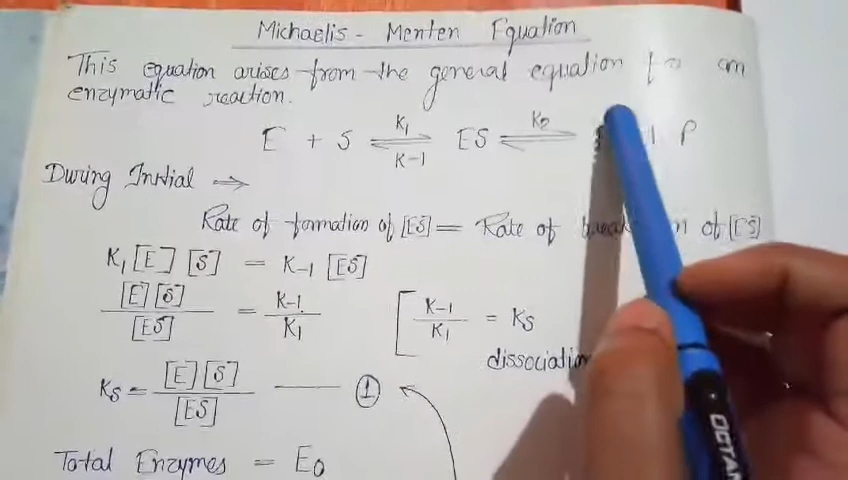 Michaelis - Menten Equation
This equation arises from the general equation for an
enzymatic reaction.
E + S K1 K-1 ES K2 P
During Initial →
Rate of formation of [ES] = Rate of of [ES]
K1 [E] [S] = K-1 [ES]
[E] [S] / [ES] = K-1 / K1
K-1 / K1 = Ks
dissociation
Ks = [E] [S] / [ES] ①
Total Enzymes = E0
OCTAN